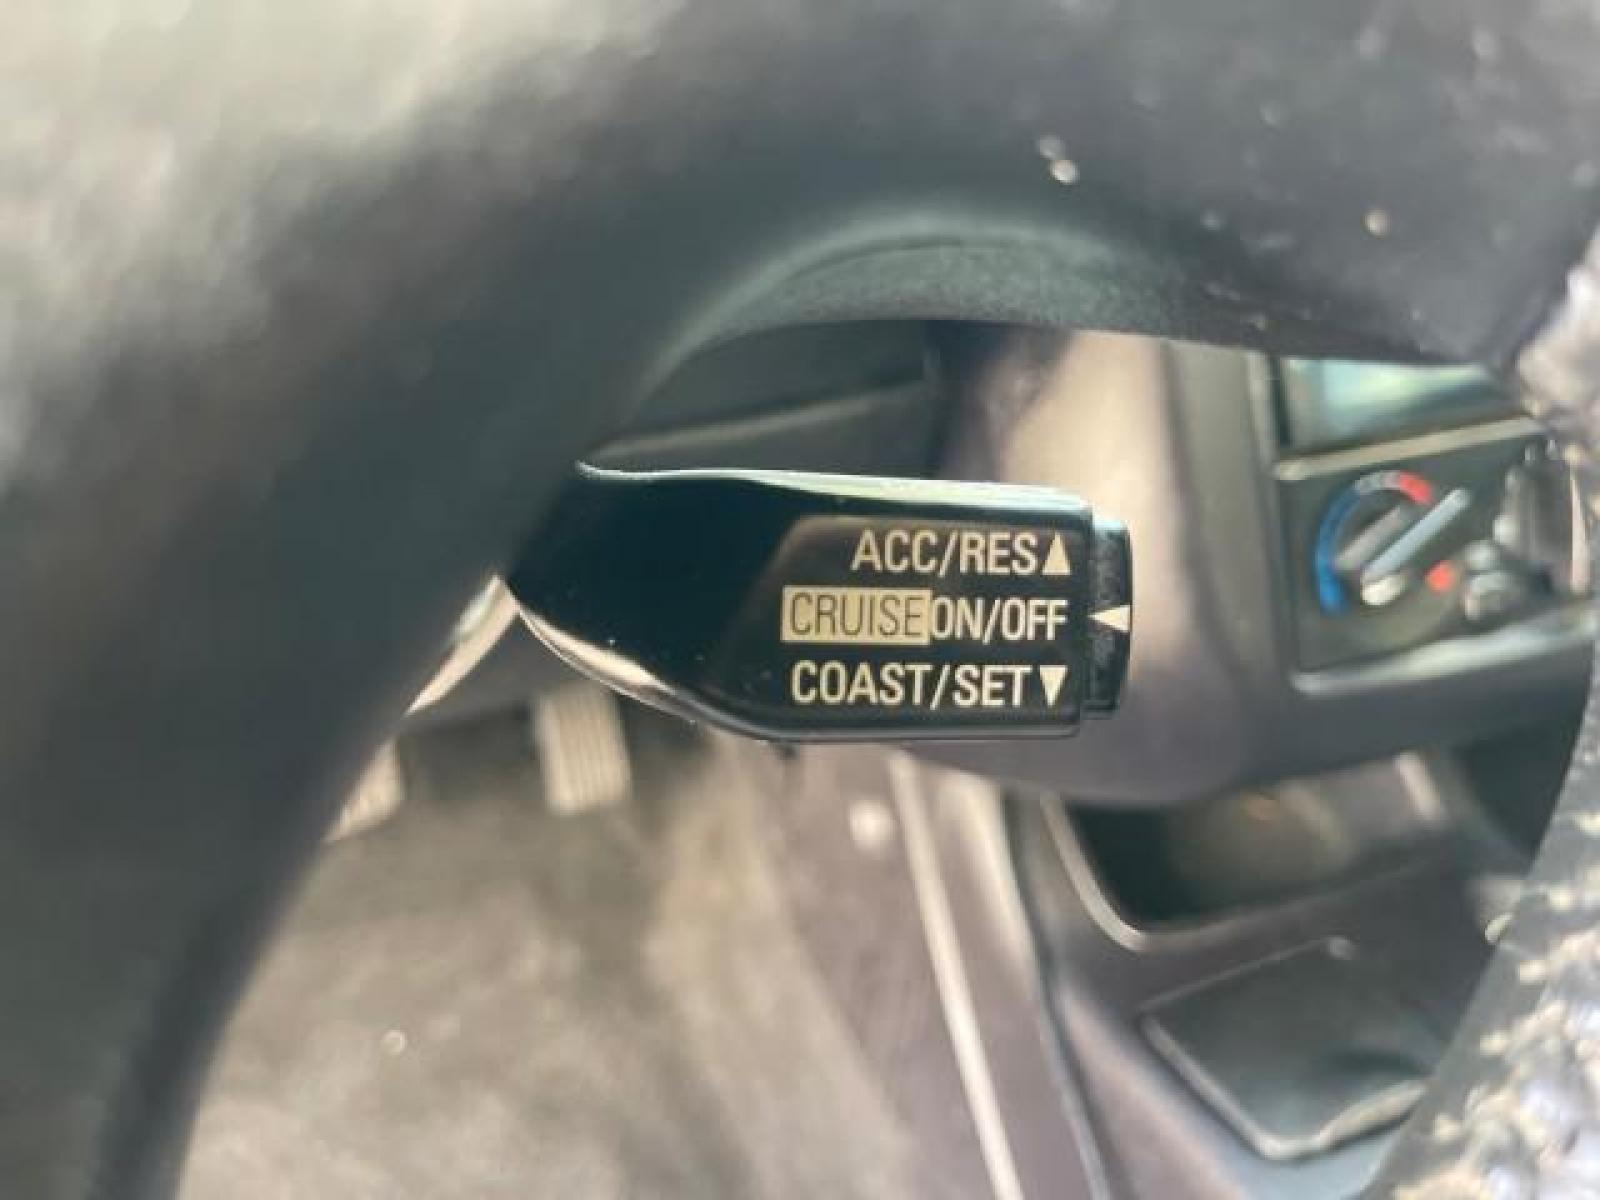 ACC/RES▲
CRUISE ON/OFF
COAST/SET▼